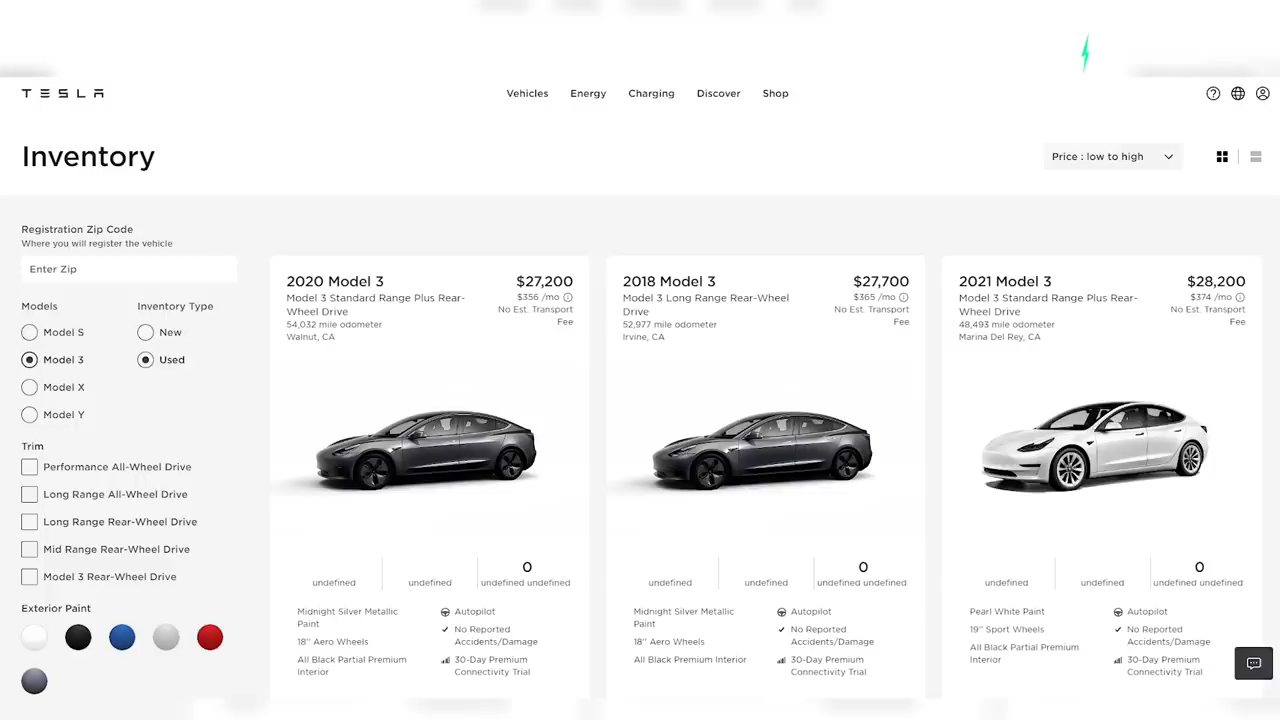 TESLA
Vehicles
Energy
Charging
Discover
Shop
Inventory
Price : low to high
Registration Zip Code
Where you will register the vehicle
Enter Zip
Models
Inventory Type
Model S
New
Model 3
Used
Model X
Model Y
Trim
Performance All-Wheel Drive
Long Range All-Wheel Drive
Long Range Rear-Wheel Drive
Mid Range Rear-Wheel Drive
Model 3 Rear-Wheel Drive
Exterior Paint
2020 Model 3
$27,200
Model 3 Standard Range Plus Rear-
Wheel Drive
$356 /mo
No Est. Transport
Fee
54,032 mile odometer
Walnut, CA
undefined
undefined
0
undefined undefined
Midnight Silver Metallic
Paint
18’’ Aero Wheels
All Black Partial Premium
Interior
Autopilot
No Reported
Accidents/Damage
30-Day Premium
Connectivity Trial
2018 Model 3
$27,700
Model 3 Long Range Rear-Wheel
Drive
$365 /mo
No Est. Transport
Fee
52,977 mile odometer
Irvine, CA
undefined
undefined
0
undefined undefined
Midnight Silver Metallic
Paint
18’’ Aero Wheels
All Black Premium Interior
Autopilot
No Reported
Accidents/Damage
30-Day Premium
Connectivity Trial
2021 Model 3
$28,200
Model 3 Standard Range Plus Rear-
Wheel Drive
$374 /mo
No Est. Transport
Fee
48,493 mile odometer
Marina Del Rey, CA
undefined
undefined
0
undefined undefined
Pearl White Paint
19’’ Sport Wheels
All Black Partial Premium
Interior
Autopilot
No Reported
Accidents/Damage
30-Day Premium
Connectivity Trial